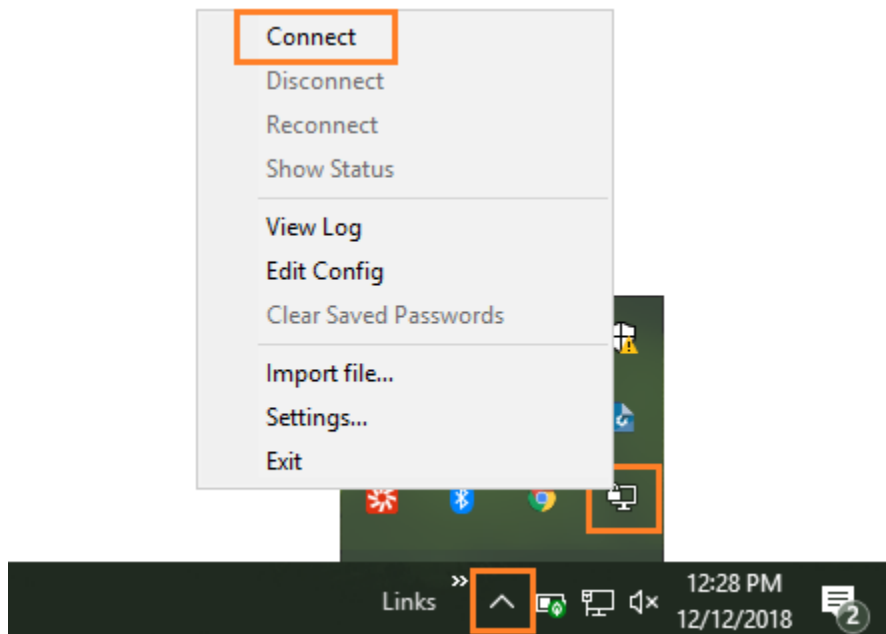 Connect
Disconnect
Reconnect
Show Status
View Log
Edit Config
Clear Saved Passwords
Import file...
Settings...
Exit
Links
12:28 PM
12/12/2018
2